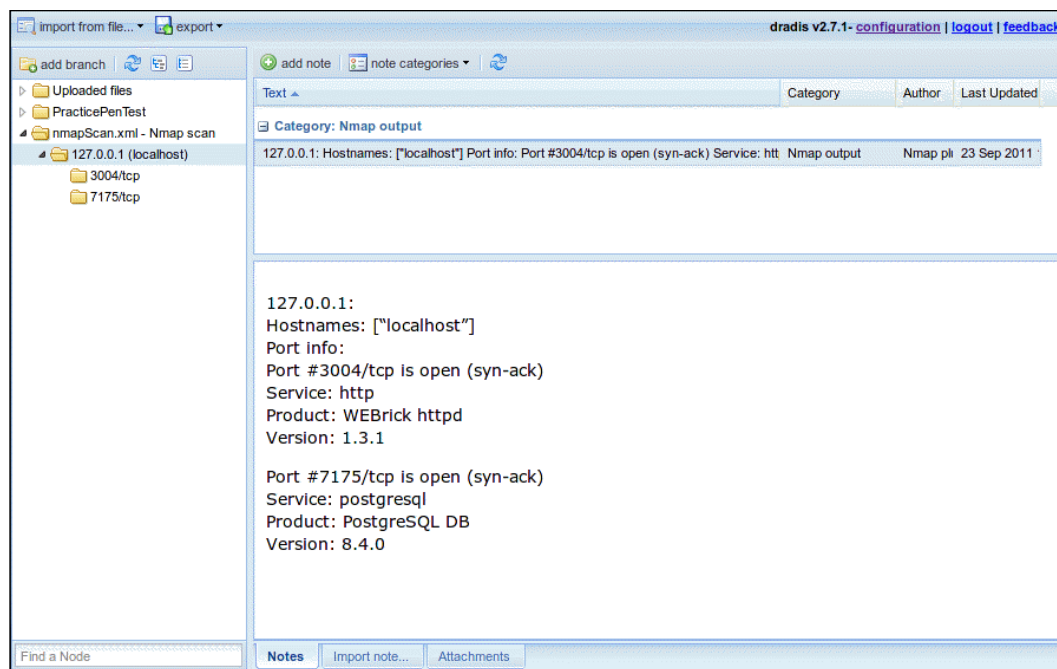 import from file... export dradis v2.7.1- configuration | logout | feedback
add branch add note note categories
Uploaded files
PracticePenTest
nmapScan.xml - Nmap scan
127.0.0.1 (localhost)
3004/tcp
7175/tcp
Text Category Author Last Updated
Category: Nmap output
127.0.0.1: Hostnames: ["localhost"] Port info: Port #3004/tcp is open (syn-ack) Service: htt Nmap output Nmap plu 23 Sep 2011
127.0.0.1:
Hostnames: ["localhost"]
Port info:
Port #3004/tcp is open (syn-ack)
Service: http
Product: WEBrick httpd
Version: 1.3.1
Port #7175/tcp is open (syn-ack)
Service: postgresql
Product: PostgreSQL DB
Version: 8.4.0
Find a Node Notes Import note... Attachments